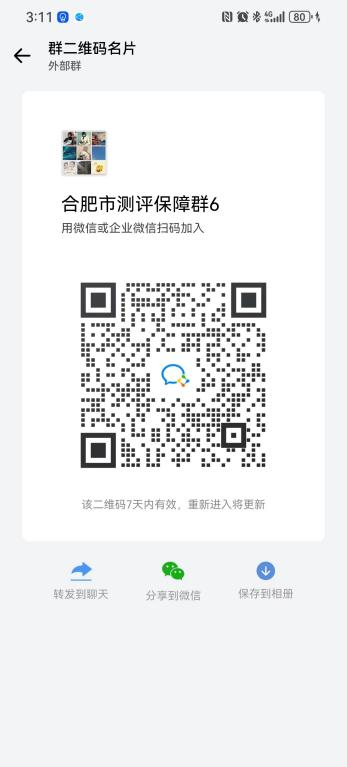 3:11
4G
80
群二维码名片
外部群
合肥市测评保障群6
用微信或企业微信扫码加入
该二维码7天内有效，重新进入将更新
转发到聊天
分享到微信
保存到相册